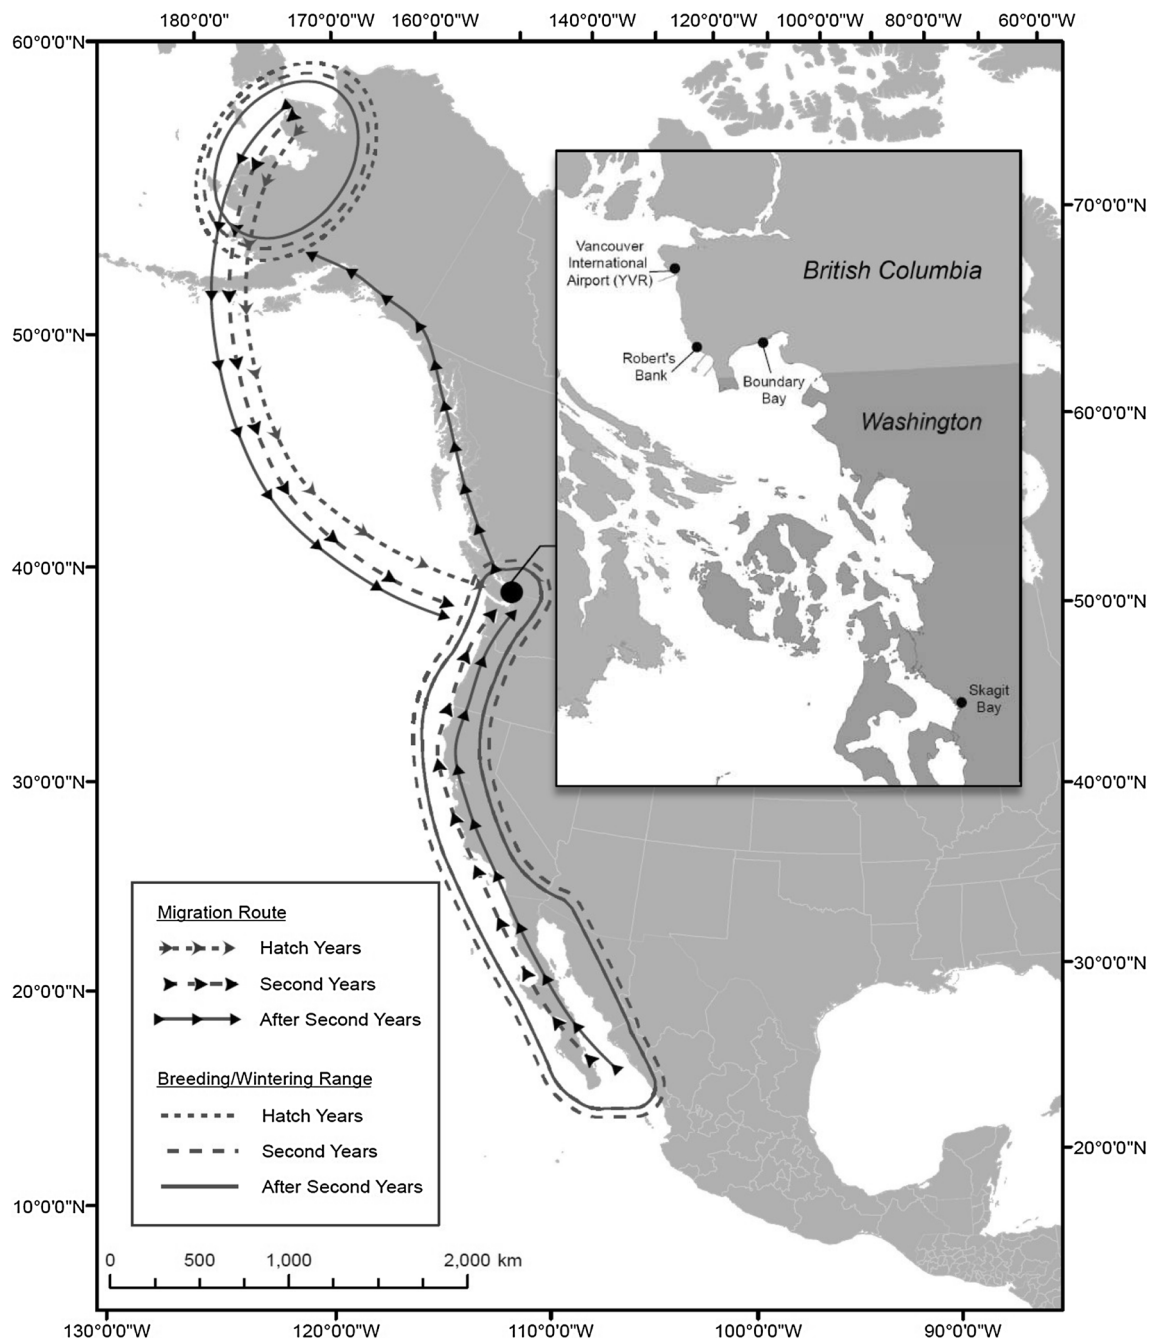 180°0'0" 170°0'0"W 160°0'0"W 140°0'0"W 120°0'0"W 100°0'0"W 80°0'0"W 60°0'0"W
60°0'0"N
70°0'0"N
50°0'0"N
60°0'0"N
40°0'0"N
50°0'0"N
30°0'0"N
40°0'0"N
30°0'0"N
20°0'0"N
20°0'0"N
10°0'0"N
Vancouver
International
Airport (YVR)
British Columbia
Robert's
Bank
Boundary
Bay
Washington
Skagit
Bay
Migration Route
Hatch Years
Second Years
After Second Years
Breeding/Wintering Range
Hatch Years
Second Years
After Second Years
0 500 1,000 2,000 km
130°0'0"W 120°0'0"W 110°0'0"W 100°0'0"W 90°0'0"W